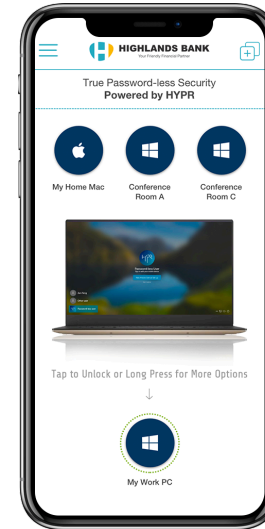 HIGHLANDS BANK
Your Friendly Financial Partner
True Password-less Security
Powered by HYPR
My Home Mac
Conference
Room A
Conference
Room C
HYPR
Tap to Unlock or Long Press for More Options
My Work PC